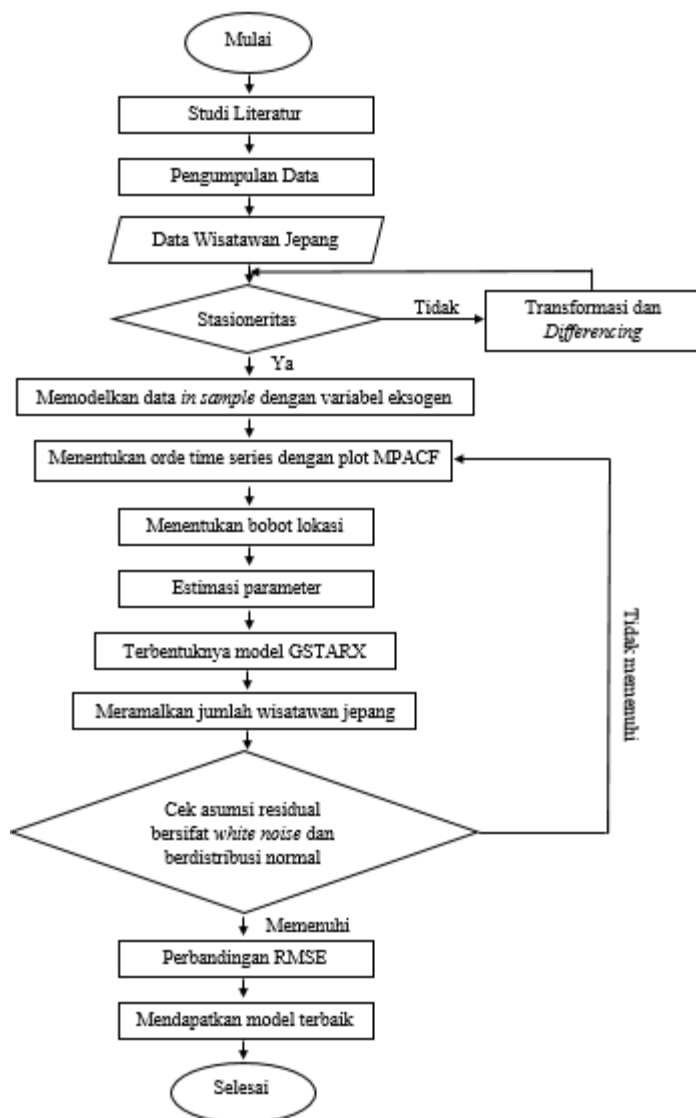 Mulai
Studi Literatur
Pengumpulan Data
Data Wisatawan Jepang
Stasioneritas
Tidak
Transformasi dan
Differencing
Ya
Memodelkan data in sample dengan variabel eksogen
Menentukan orde time series dengan plot MPACF
Menentukan bobot lokasi
Estimasi parameter
Terbentuknya model GSTARX
Meramalkan jumlah wisatawan jepang
Tidak memenuhi
Cek asumsi residual
bersifat white noise dan
berdistribusi normal
Memenuhi
Perbandingan RMSE
Mendapatkan model terbaik
Selesai